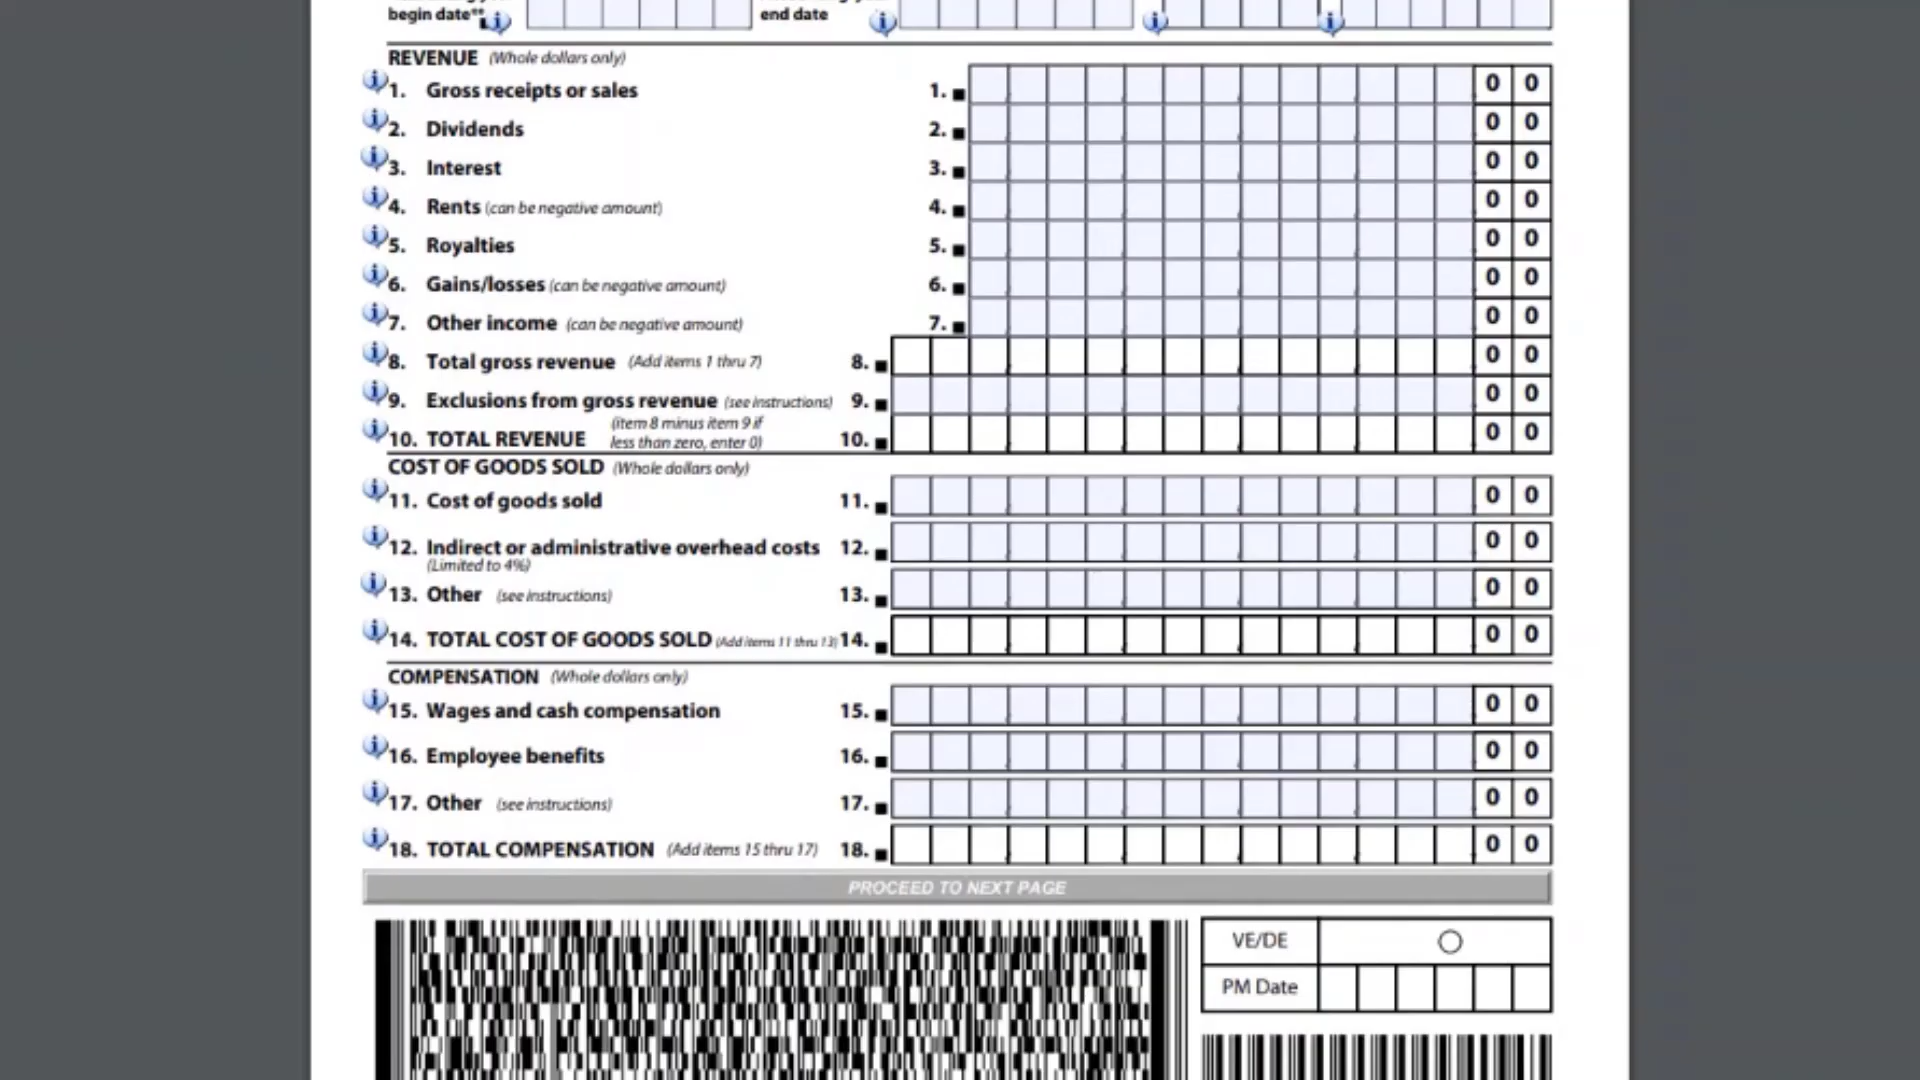 begin date**
end date
REVENUE (Whole dollars only)
1. Gross receipts or sales 1. 0 0
2. Dividends 2. 0 0
3. Interest 3. 0 0
4. Rents (can be negative amount) 4. 0 0
5. Royalties 5. 0 0
6. Gains/losses (can be negative amount) 6. 0 0
7. Other income (can be negative amount) 7. 0 0
8. Total gross revenue (Add items 1 thru 7) 8. 0 0
9. Exclusions from gross revenue (see instructions) 9. 0 0
10. TOTAL REVENUE (item 8 minus item 9 if
less than zero, enter 0) 10. 0 0
COST OF GOODS SOLD (Whole dollars only)
11. Cost of goods sold 11. 0 0
12. Indirect or administrative overhead costs 12. 0 0
(Limited to 4%)
13. Other (see instructions) 13. 0 0
14. TOTAL COST OF GOODS SOLD (Add items 11 thru 13) 14. 0 0
COMPENSATION (Whole dollars only)
15. Wages and cash compensation 15. 0 0
16. Employee benefits 16. 0 0
17. Other (see instructions) 17. 0 0
18. TOTAL COMPENSATION (Add items 15 thru 17) 18. 0 0
PROCEED TO NEXT PAGE
VE/DE
PM Date